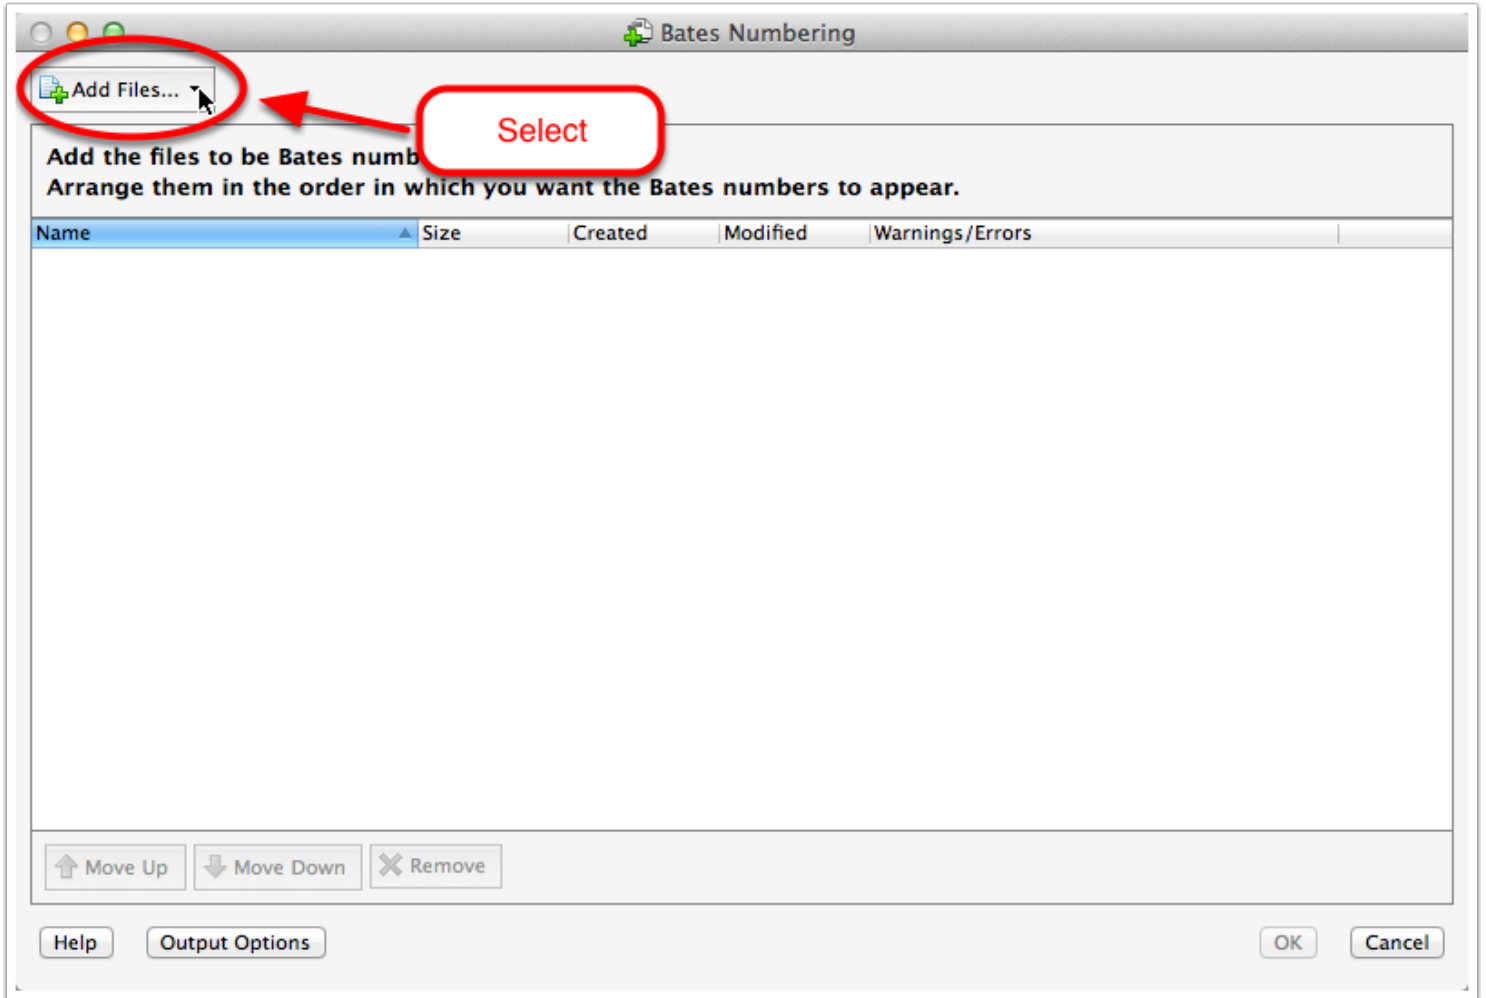 Bates Numbering
Add Files...
Select
Add the files to be Bates numb
Arrange them in the order in which you want the Bates numbers to appear.
Name Size Created Modified Warnings/Errors
Move Up Move Down Remove
Help Output Options OK Cancel